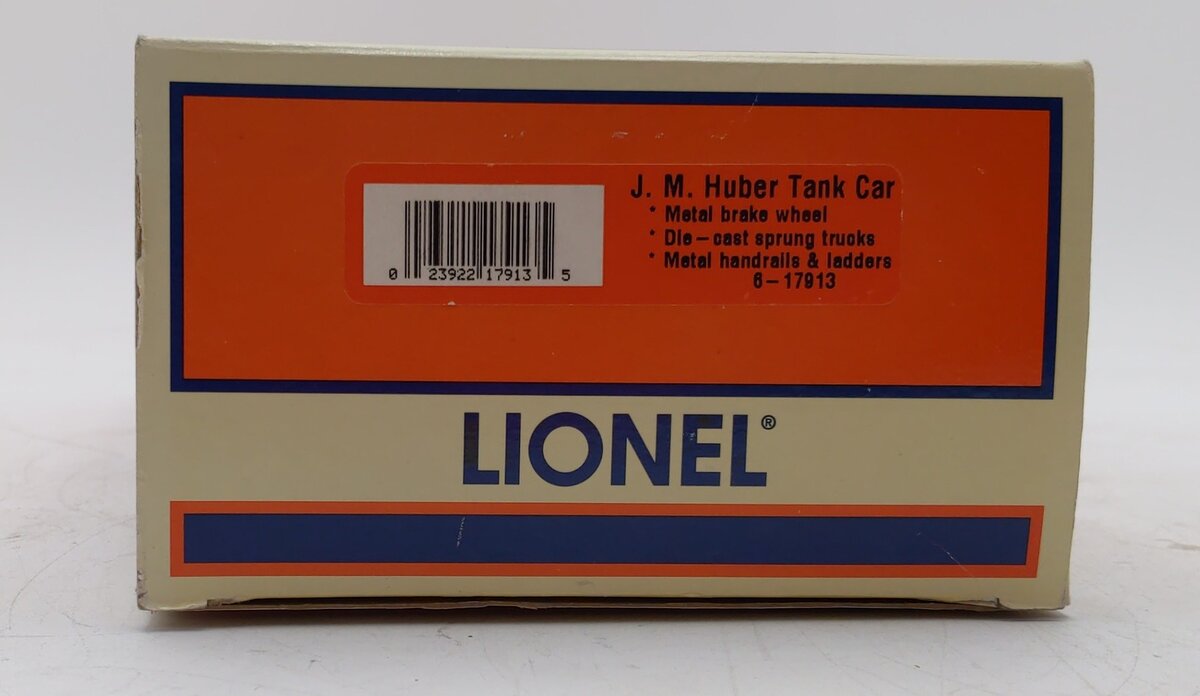 J. M. Huber Tank Car
* Metal brake wheel
* Die-cast sprung trucks
* Metal handrails & ladders
6-17913
0 23922 17913 5
LIONEL®